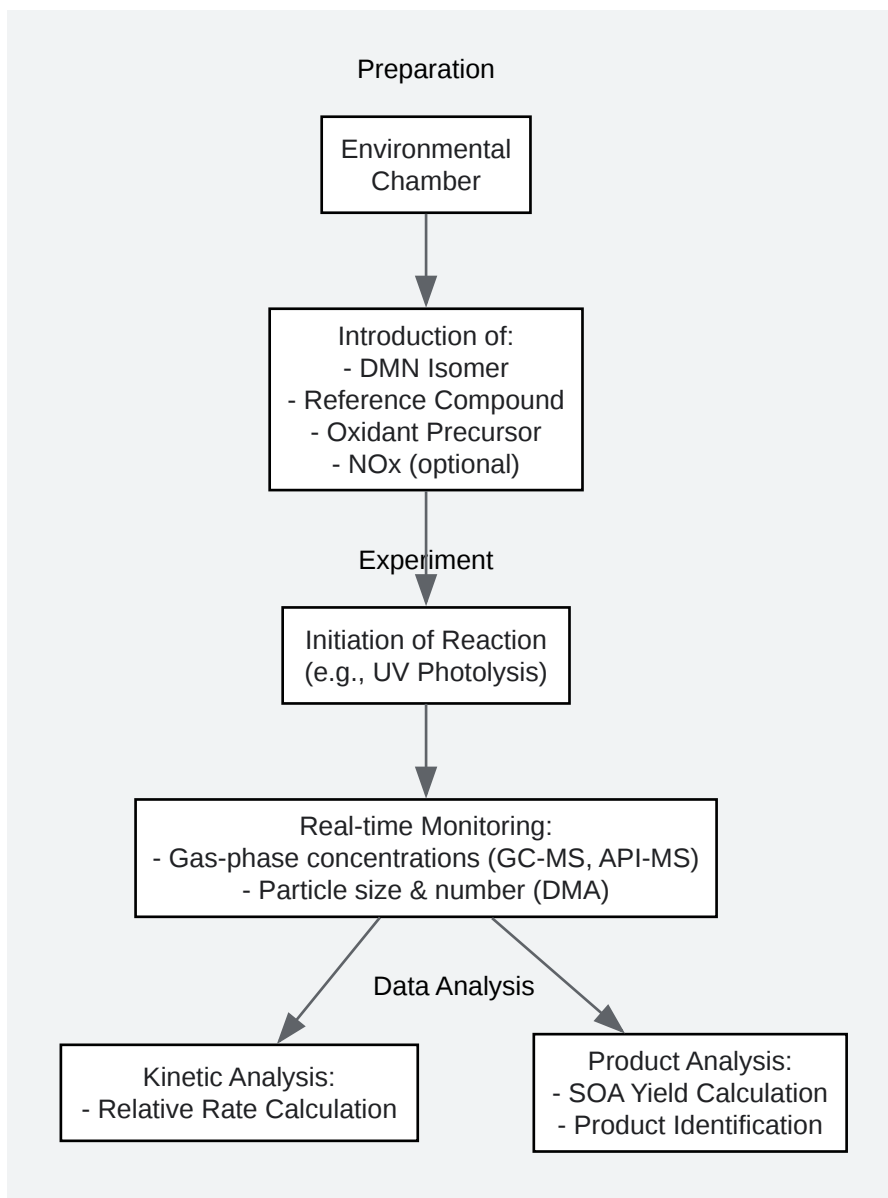 Preparation
Environmental
Chamber
Introduction of:
- DMN Isomer
- Reference Compound
- Oxidant Precursor
- NOx (optional)
Experiment
Initiation of Reaction
(e.g., UV Photolysis)
Real-time Monitoring:
- Gas-phase concentrations (GC-MS, API-MS)
- Particle size & number (DMA)
Data Analysis
Kinetic Analysis:
- Relative Rate Calculation
Product Analysis:
- SOA Yield Calculation
- Product Identification